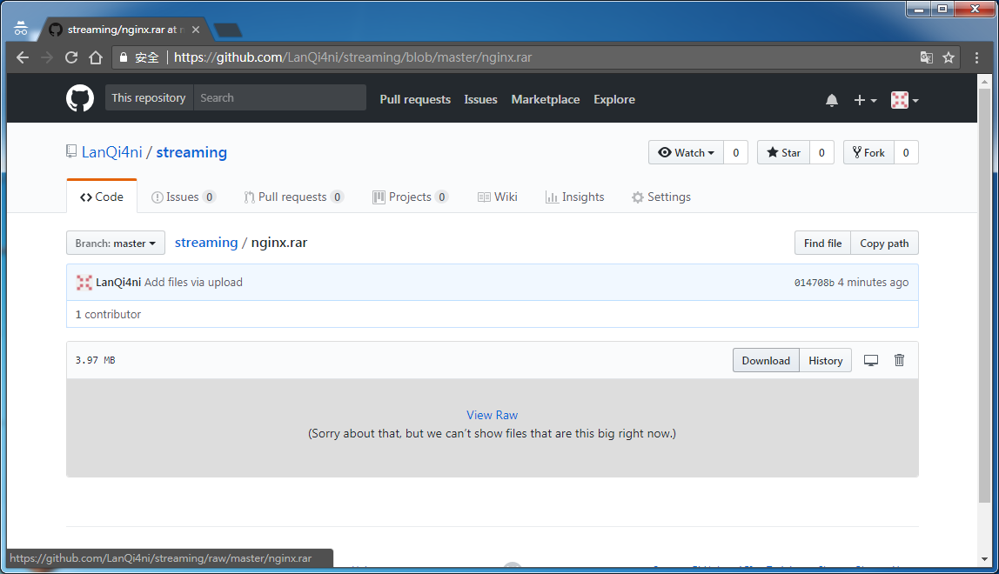 streaming/nginx.rar at
安全 https://github.com/LanQi4ni/streaming/blob/master/nginx.rar
This repository Search Pull requests Issues Marketplace Explore
LanQi4ni / streaming Watch 0 Star 0 Fork 0
Code Issues 0 Pull requests 0 Projects 0 Wiki Insights Settings
Branch: master streaming / nginx.rar Find file Copy path
LanQi4ni Add files via upload 014708b 4 minutes ago
1 contributor
3.97 MB Download History
View Raw
(Sorry about that, but we can’t show files that are this big right now.)
https://github.com/LanQi4ni/streaming/raw/master/nginx.rar